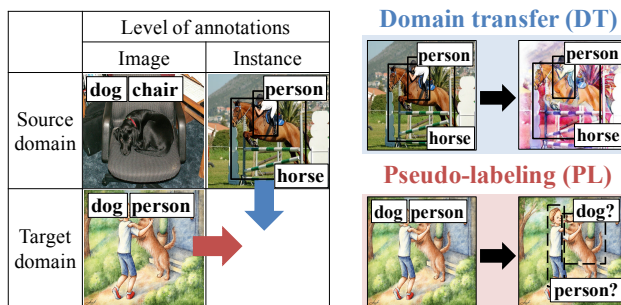 Level of annotations
Image Instance
Source domain
dog chair
person
horse
Target domain
dog person
Domain transfer (DT)
person
horse
person
horse
Pseudo-labeling (PL)
dog person
dog?
person?